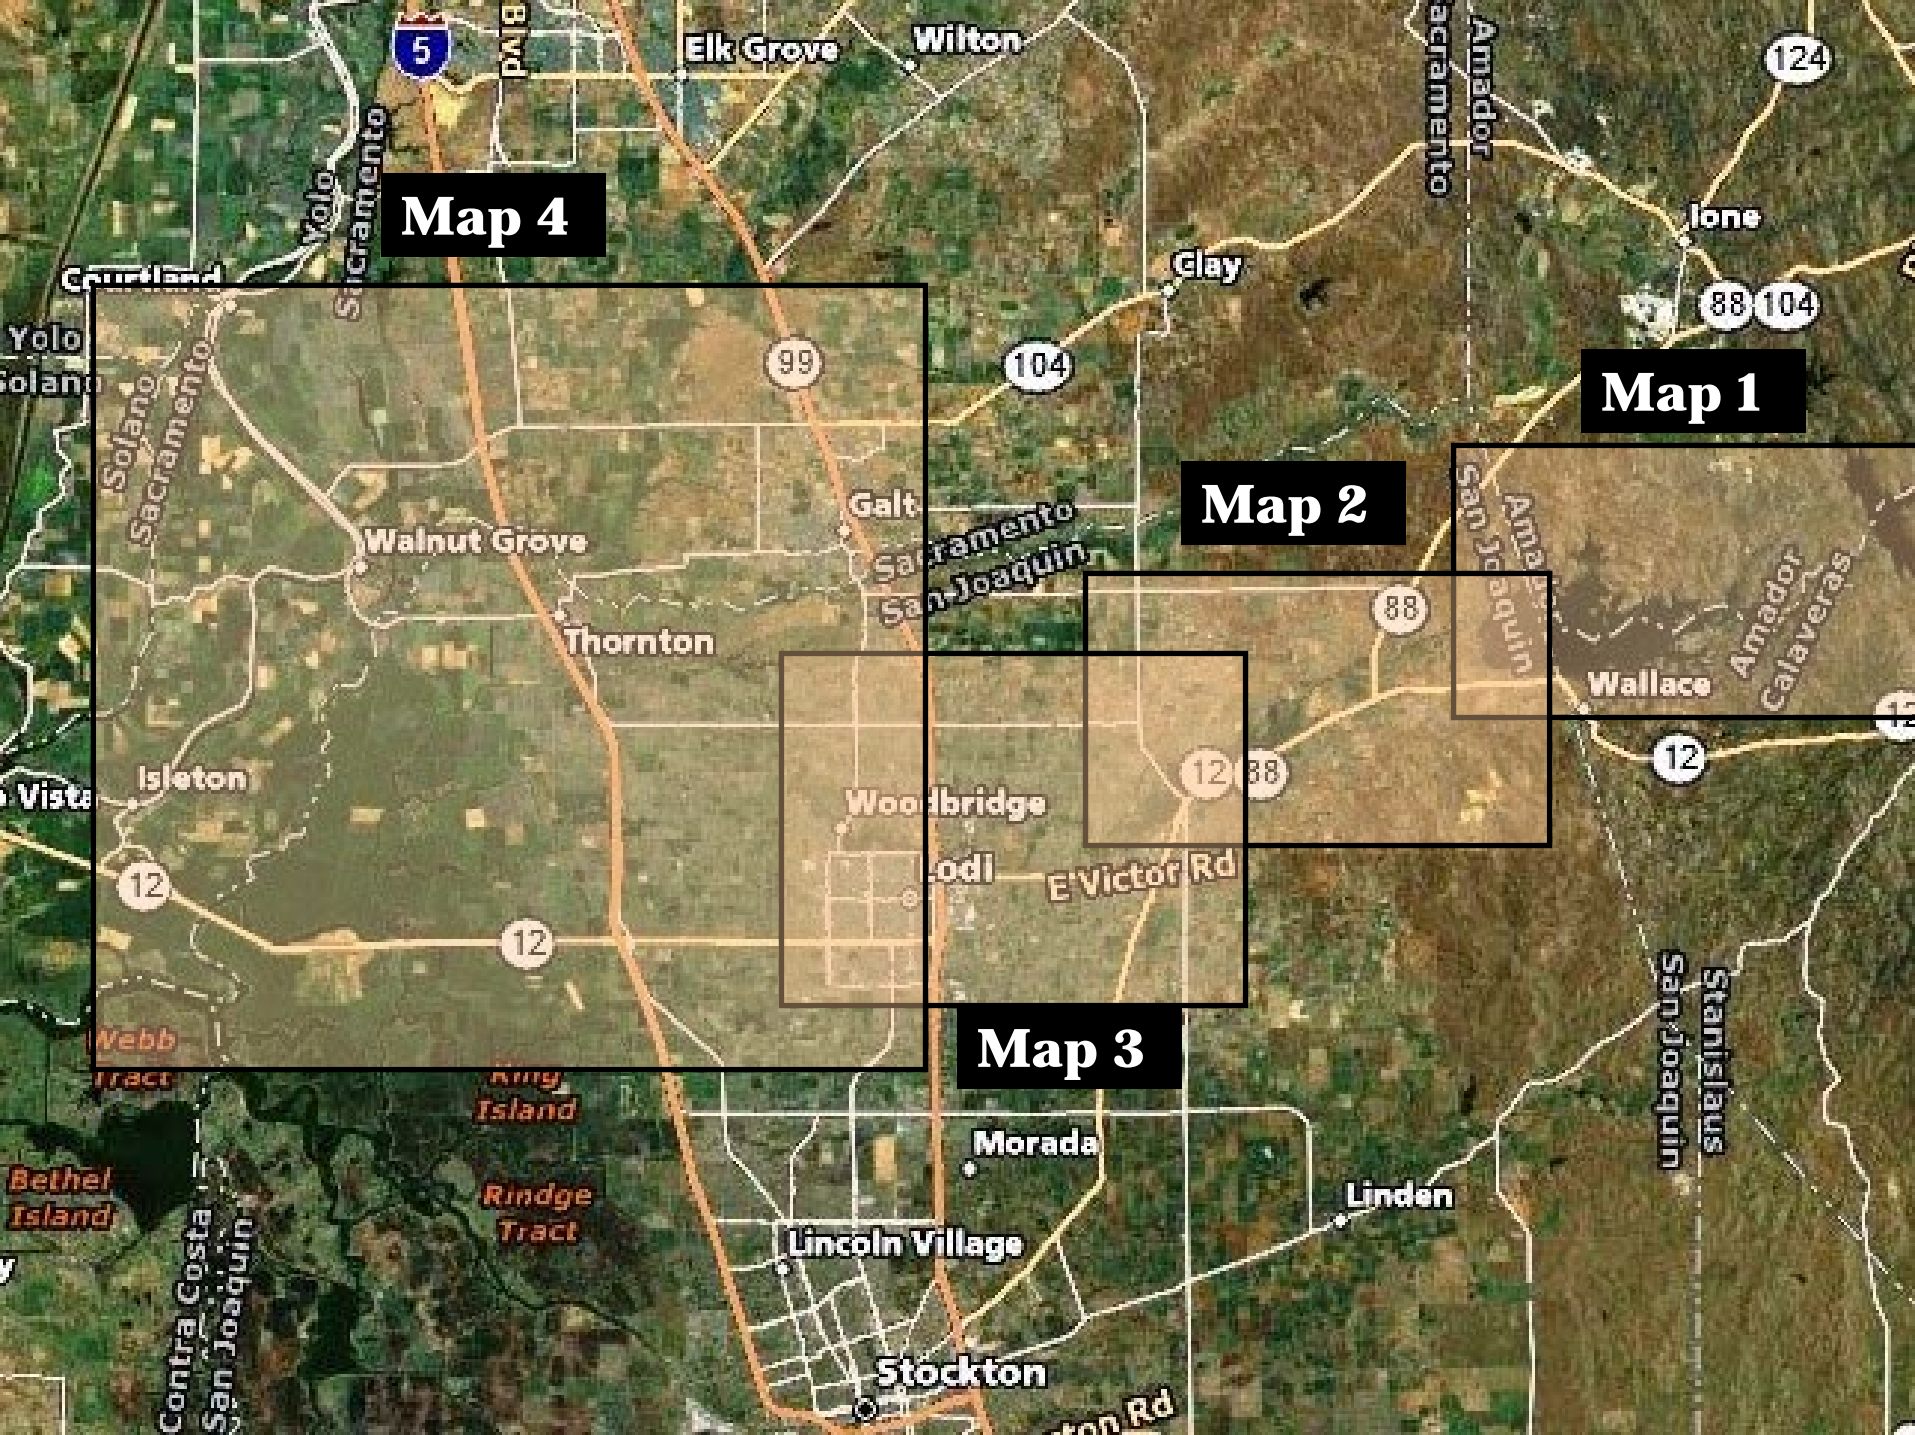 5
Blvd
Elk Grove
Wilton
124
Amador
Yolo
Sacramento
Map 4
Ione
Clay
Courtland
88
104
Yolo
Solano
99
104
Map 1
Solano
Sacramento
Map 2
Galt
Sacramento
San Joaquin
Walnut Grove
San Joaquin
Amador
Calaveras
88
Thornton
Wallace
12
Isleton
Vista
12
88
Woodbridge
Lodi
E Victor Rd
12
12
Webb
Tract
King
Island
Map 3
San Joaquin
Stanislaus
Morada
Bethel
Island
Rindge
Tract
Linden
Lincoln Village
Contra Costa
San Joaquin
Stockton
Rd